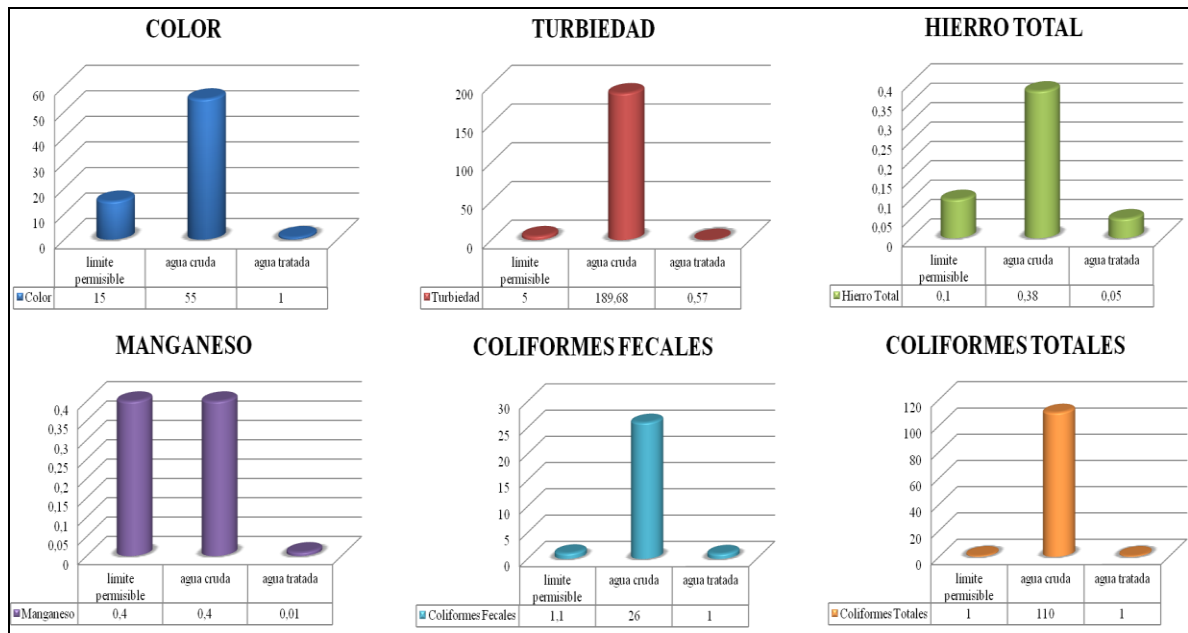 COLOR
60
50
40
30
20
10
0
limite permisible
agua cruda
agua tratada
Color
15
55
1
TURBIEDAD
200
150
100
50
0
limite permisible
agua cruda
agua tratada
Turbiedad
5
189,68
0,57
HIERRO TOTAL
0,4
0,35
0,3
0,25
0,2
0,15
0,1
0,05
0
limite permisible
agua cruda
agua tratada
Hierro Total
0,1
0,38
0,05
MANGANESO
0,4
0,35
0,3
0,25
0,2
0,15
0,1
0,05
0
limite permisible
agua cruda
agua tratada
Manganeso
0,4
0,4
0,01
COLIFORMES FECALES
30
25
20
15
10
5
0
limite permisible
agua cruda
agua tratada
Coliformes Fecales
1,1
26
1
COLIFORMES TOTALES
120
100
80
60
40
20
0
limite permisible
agua cruda
agua tratada
Coliformes Totales
1
110
1